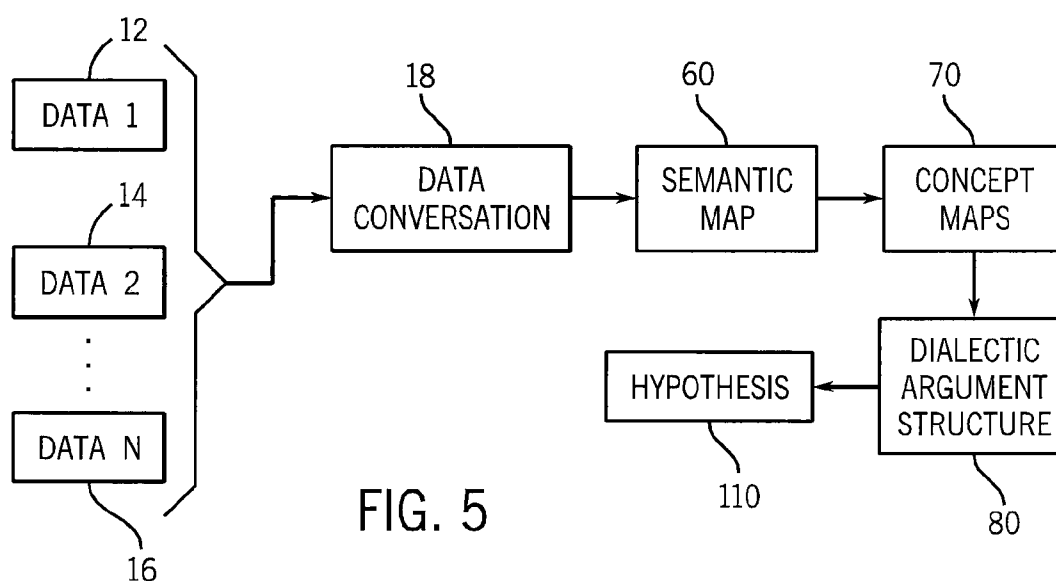 12
DATA 1
14
DATA 2
DATA N
16
18
DATA
CONVERSATION
60
SEMANTIC
MAP
70
CONCEPT
MAPS
DIALECTIC
ARGUMENT
STRUCTURE
80
HYPOTHESIS
110
FIG. 5